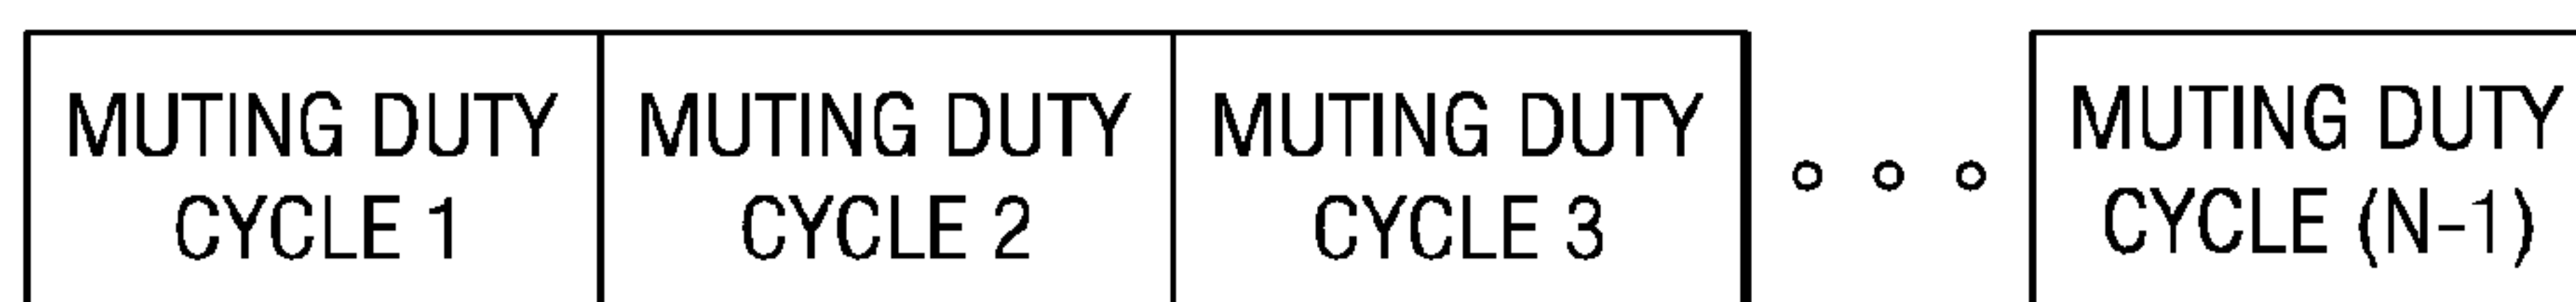 MUTING DUTY MUTING DUTY MUTING DUTY MUTING DUTY
CYCLE 1 CYCLE 2 CYCLE 3 ° ° ° CYCLE (N-1)